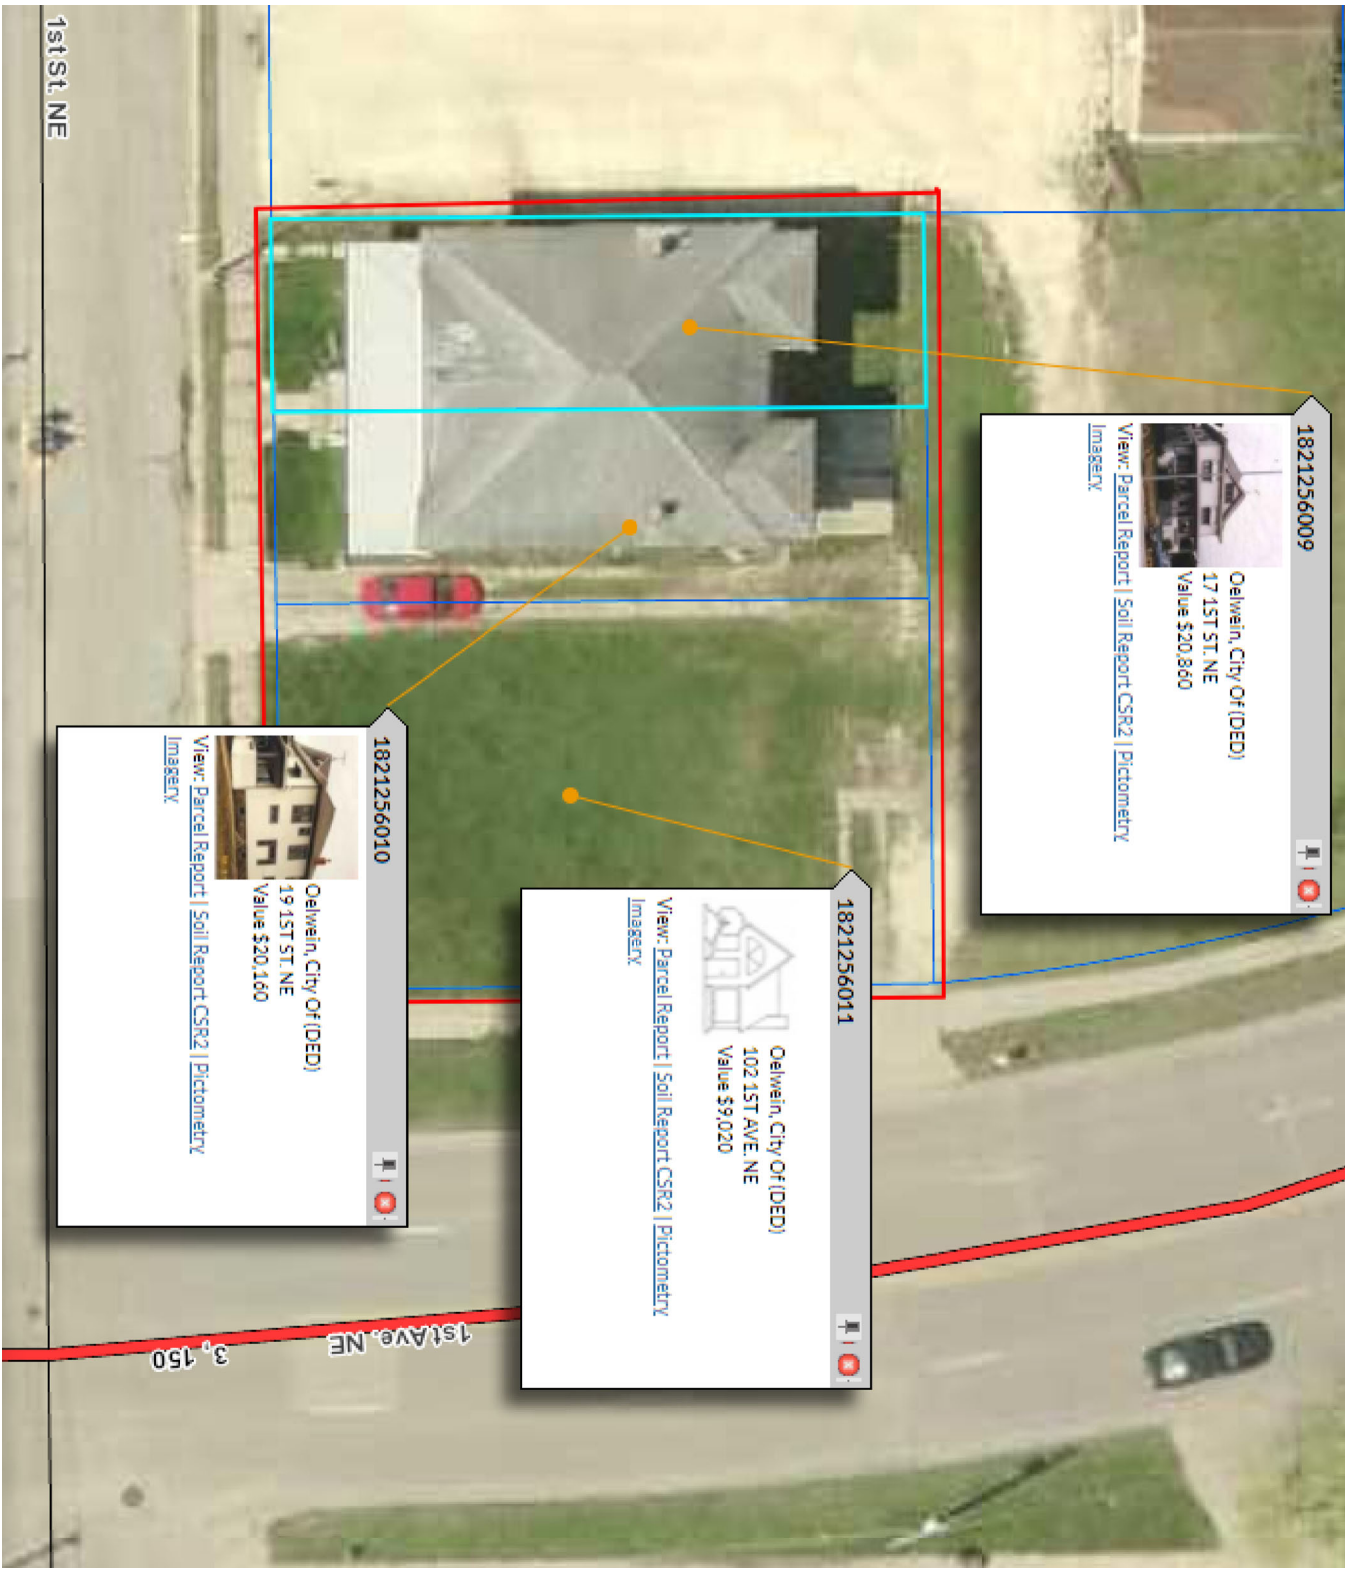 1st St. NE
1821256009
Oelwein, City Of (DED)
17 1ST ST. NE
Value $20,860
View: Parcel Report | Soil Report CSR2 | Pictometry
Imagery
1821256011
Oelwein, City Of (DED)
102 1ST AVE. NE
Value $9,020
View: Parcel Report | Soil Report CSR2 | Pictometry
Imagery
1821256010
Oelwein, City Of (DED)
19 1ST ST. NE
Value $20,160
View: Parcel Report | Soil Report CSR2 | Pictometry
Imagery
1st Ave. NE
3, 150